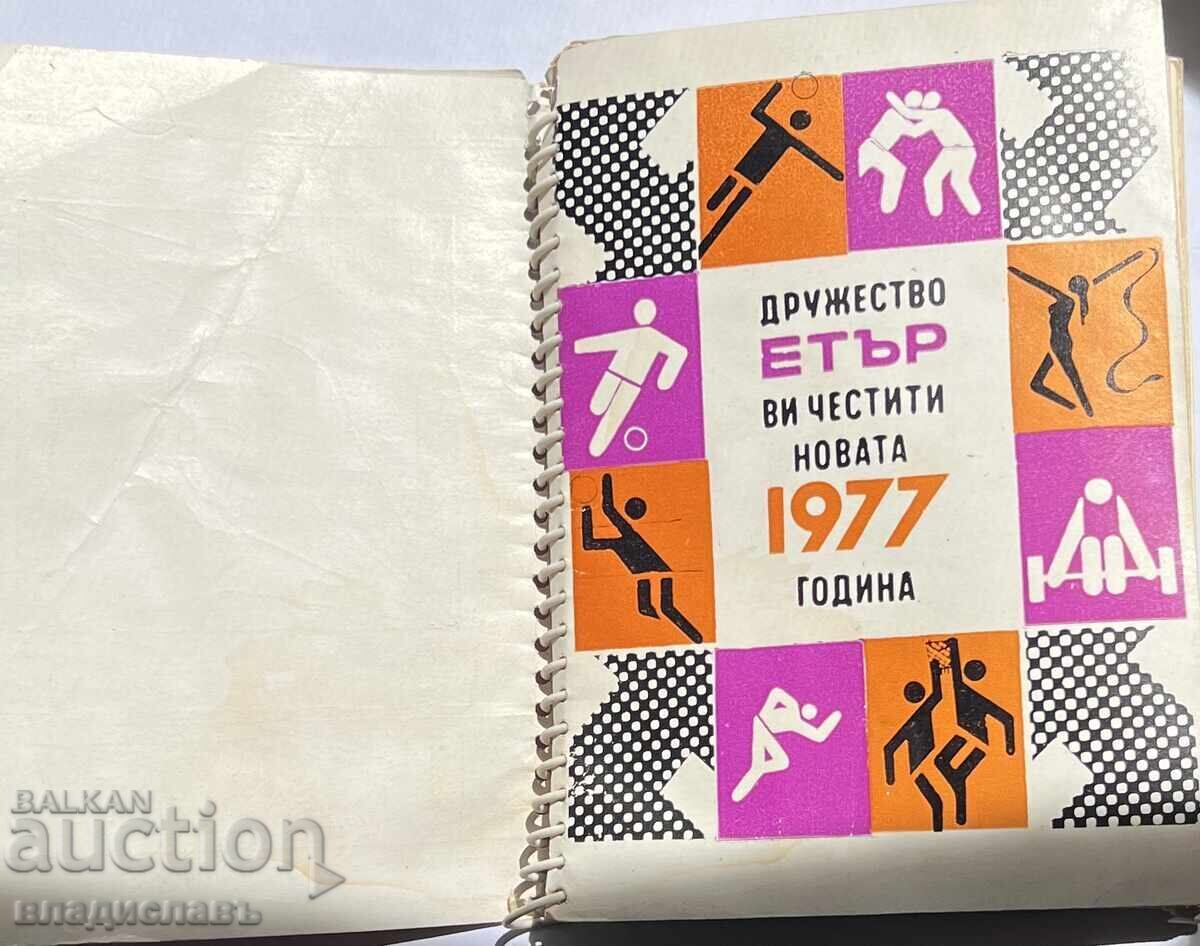 ДРУЖЕСТВО
ЕТЪР
ВИ ЧЕСТИТИ
НОВАТА
1977
ГОДИНА
BALKAN
auction
владиславъ